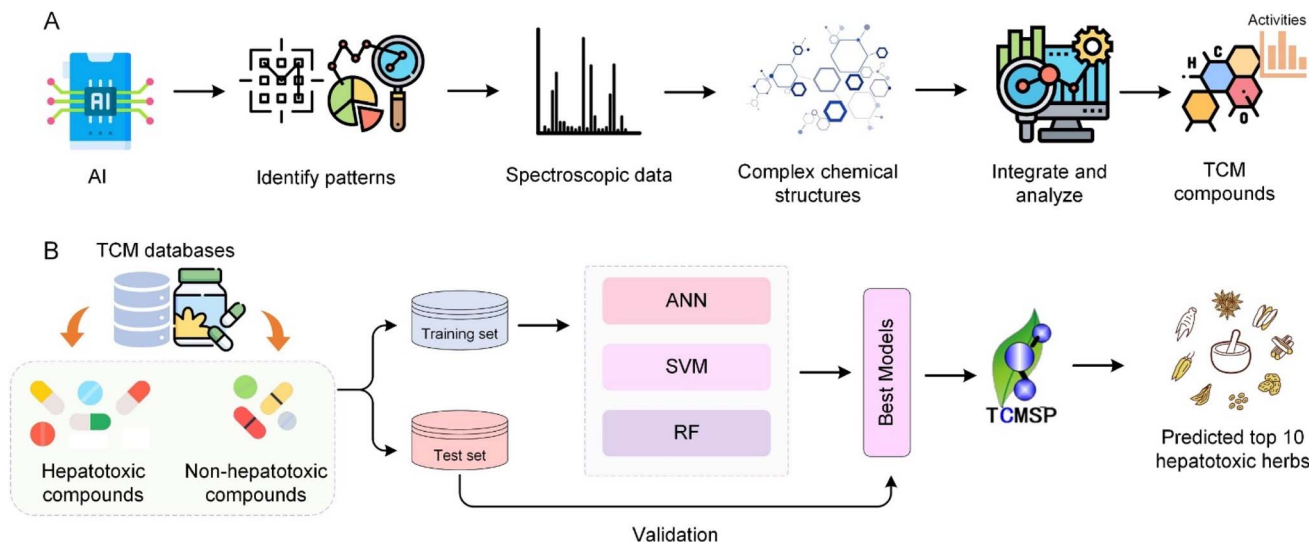 A
AI
AI
Identify patterns
Spectroscopic data
Complex chemical
structures
Integrate and
analyze
Activities
H
C
O
TCM
compounds
B
TCM databases
Hepatotoxic
compounds
Non-hepatotoxic
compounds
Training set
Test set
ANN
SVM
RF
Best Models
Validation
TCMSP
Predicted top 10
hepatotoxic herbs